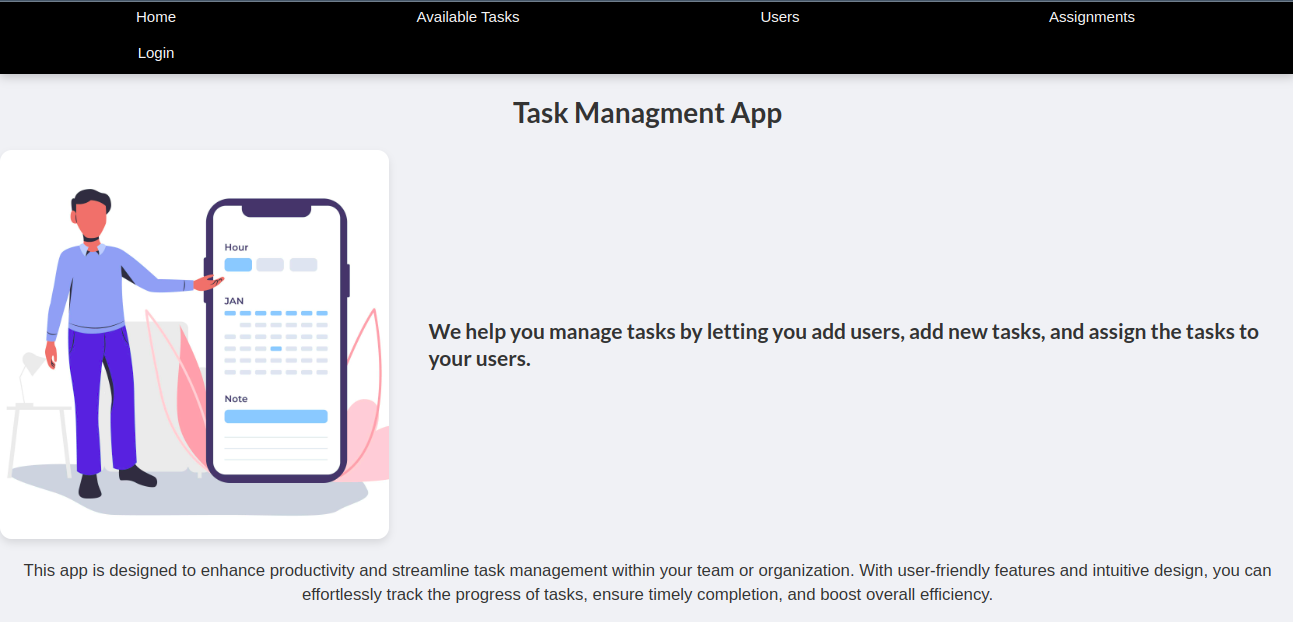 Home Available Tasks Users Assignments
Login
Task Managment App
Hour
JAN
Note
We help you manage tasks by letting you add users, add new tasks, and assign the tasks to
your users.
This app is designed to enhance productivity and streamline task management within your team or organization. With user-friendly features and intuitive design, you can
effortlessly track the progress of tasks, ensure timely completion, and boost overall efficiency.